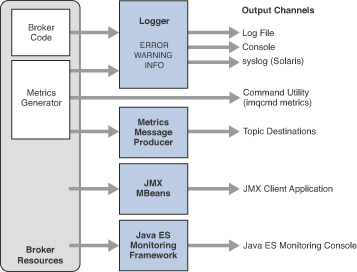 Output Channels
Broker
Code
Metrics
Generator
Broker
Resources
Logger
ERROR
WARNING
INFO
Log File
Console
syslog (Solaris)
Command Utility
(imqcmd metrics)
Metrics
Message
Producer
Topic Destinations
JMX
MBeans
JMX Client Application
Java ES
Monitoring
Framework
Java ES Monitoring Console